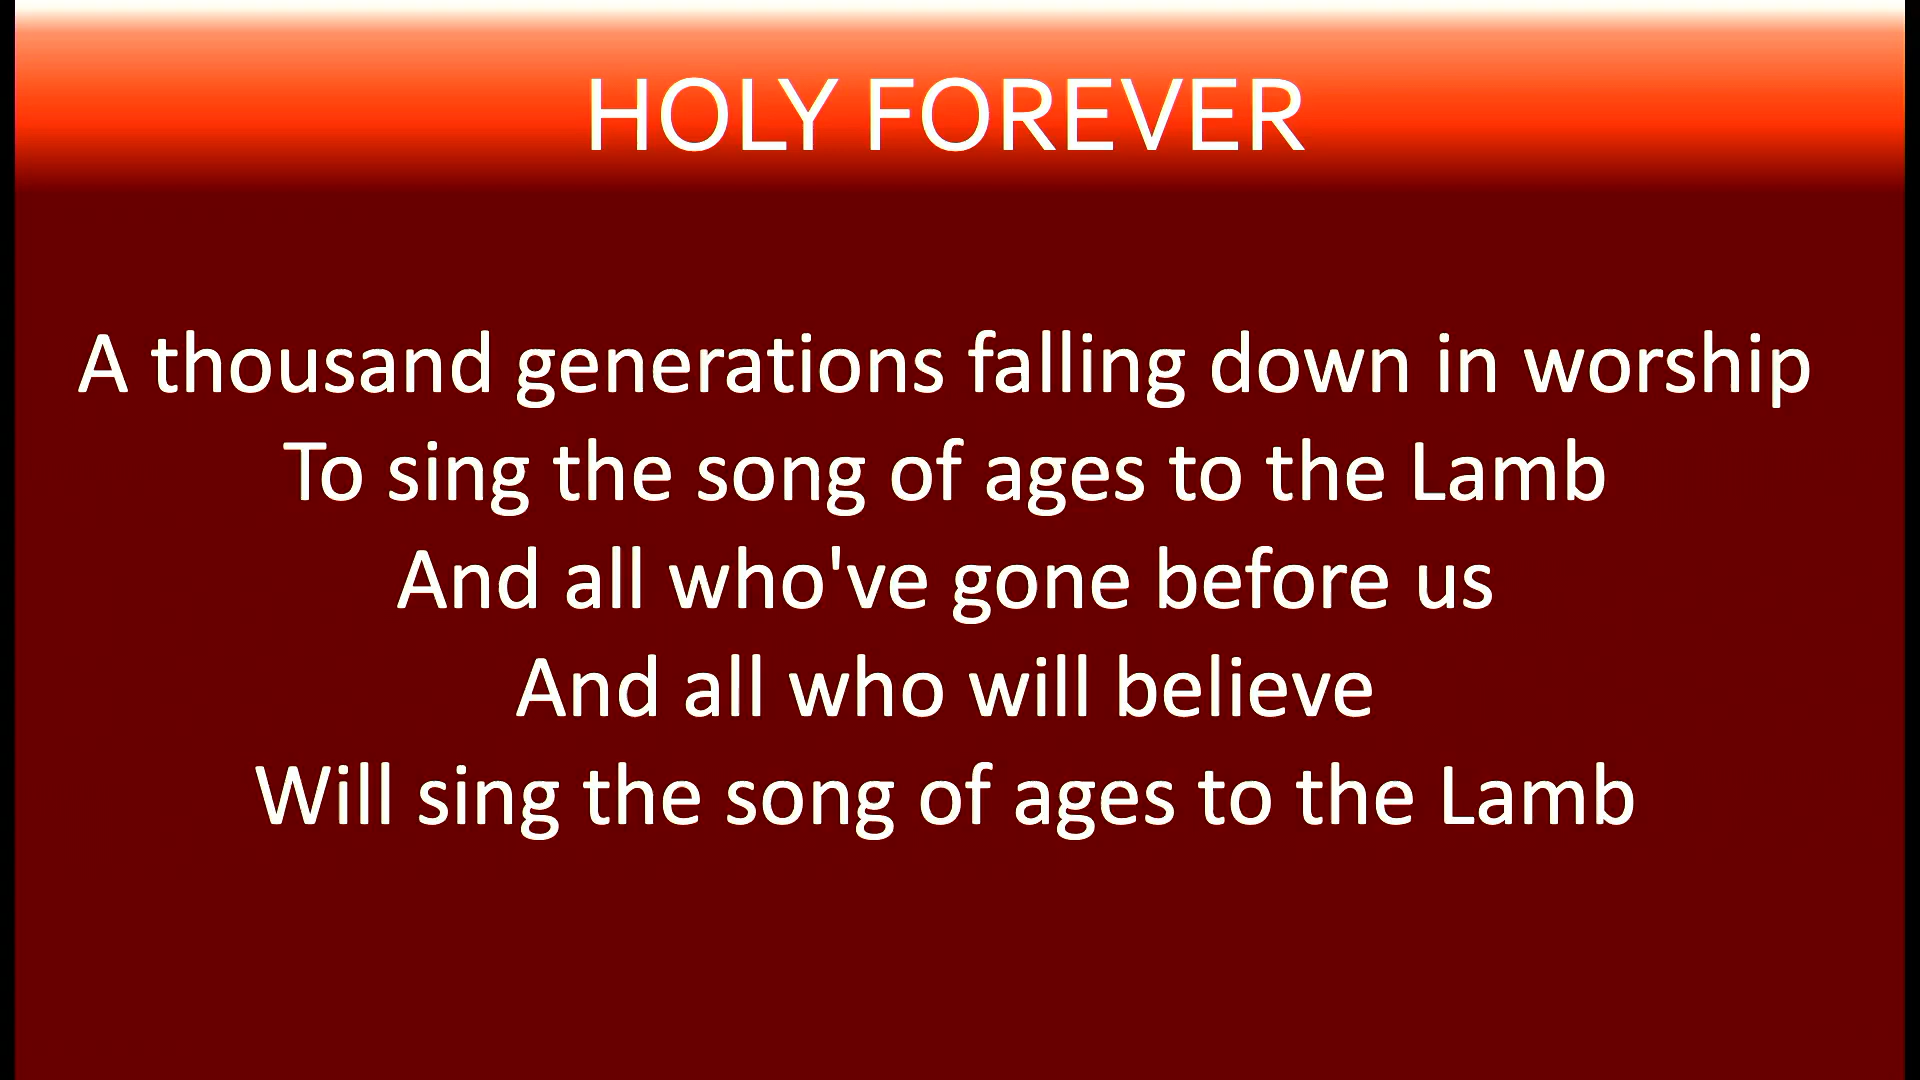 HOLY FOREVER
A thousand generations falling down in worship
To sing the song of ages to the Lamb
And all who've gone before us
And all who will believe
Will sing the song of ages to the Lamb